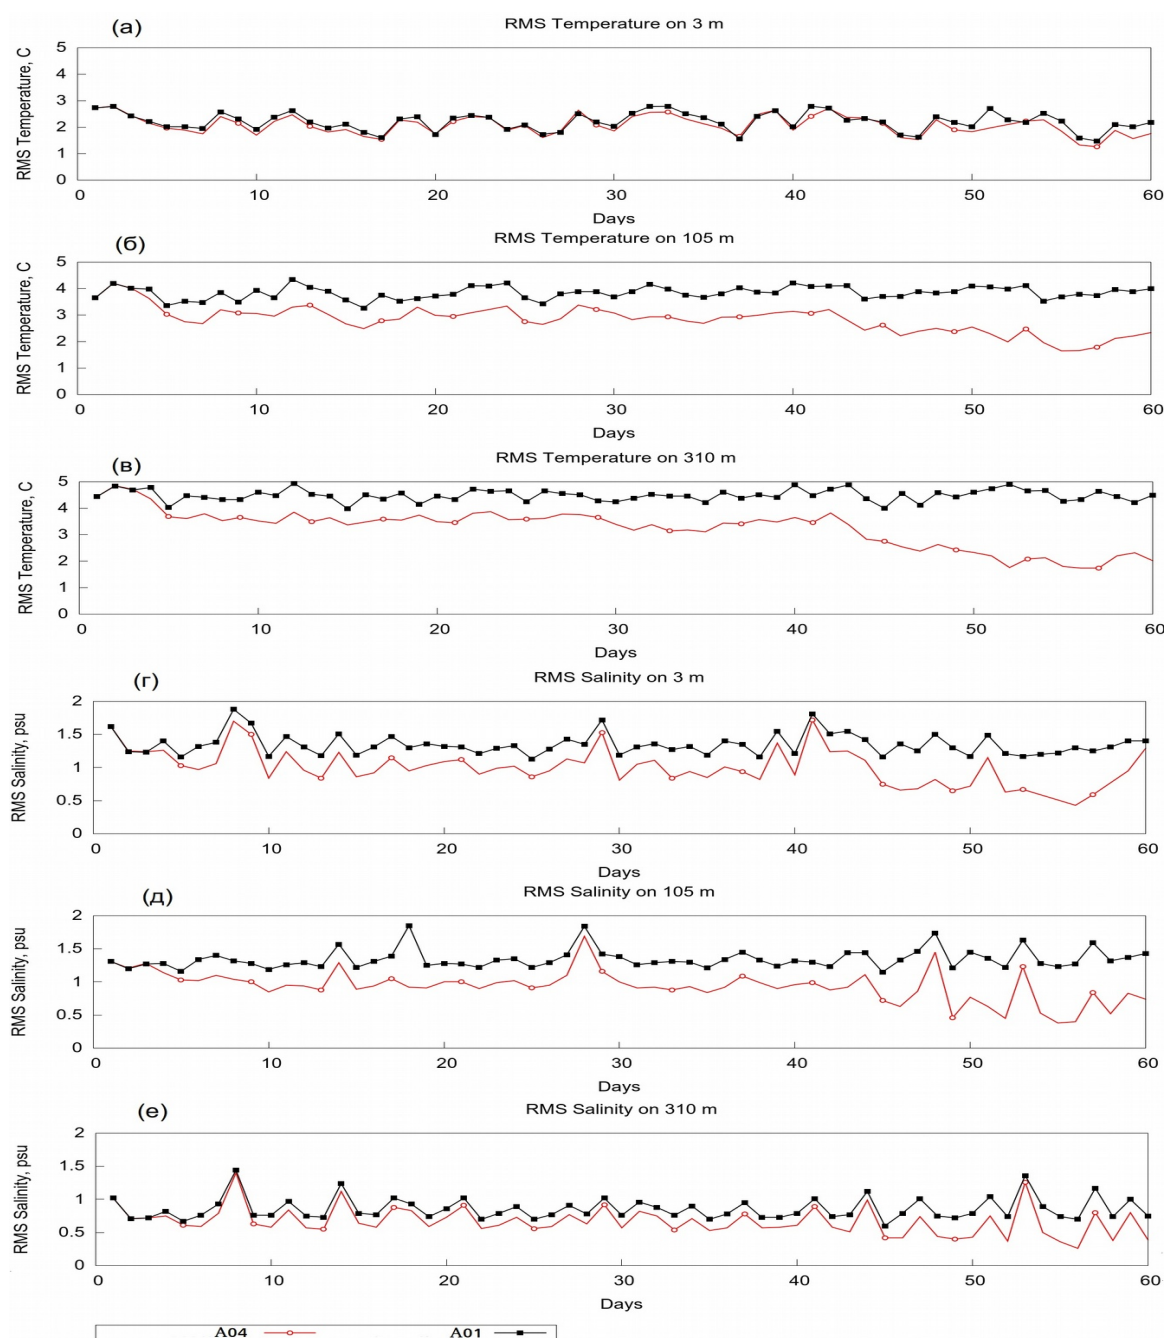 (а)
RMS Temperature on 3 m
RMS Temperature, C
5
4
3
2
1
0
0 10 20 30 40 50 60
Days
(б)
RMS Temperature on 105 m
RMS Temperature, C
5
4
3
2
1
0
0 10 20 30 40 50 60
Days
(в)
RMS Temperature on 310 m
RMS Temperature, C
5
4
3
2
1
0
0 10 20 30 40 50 60
Days
(г)
RMS Salinity on 3 m
RMS Salinity, psu
2
1.5
1
0.5
0
0 10 20 30 40 50 60
Days
(д)
RMS Salinity on 105 m
RMS Salinity, psu
2
1.5
1
0.5
0
0 10 20 30 40 50 60
Days
(е)
RMS Salinity on 310 m
RMS Salinity, psu
2
1.5
1
0.5
0
0 10 20 30 40 50 60
Days
A04 A01